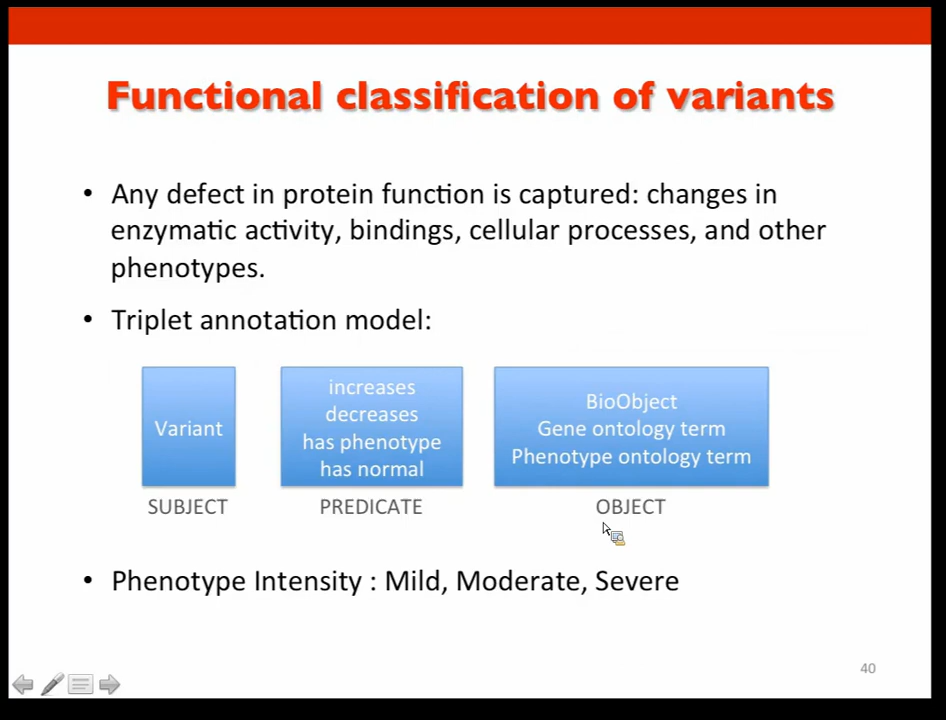 Functional classification of variants
• Any defect in protein function is captured: changes in
enzymatic activity, bindings, cellular processes, and other
phenotypes.
• Triplet annotation model:
Variant
SUBJECT
increases
decreases
has phenotype
has normal
PREDICATE
BioObject
Gene ontology term
Phenotype ontology term
OBJECT
• Phenotype Intensity : Mild, Moderate, Severe
40